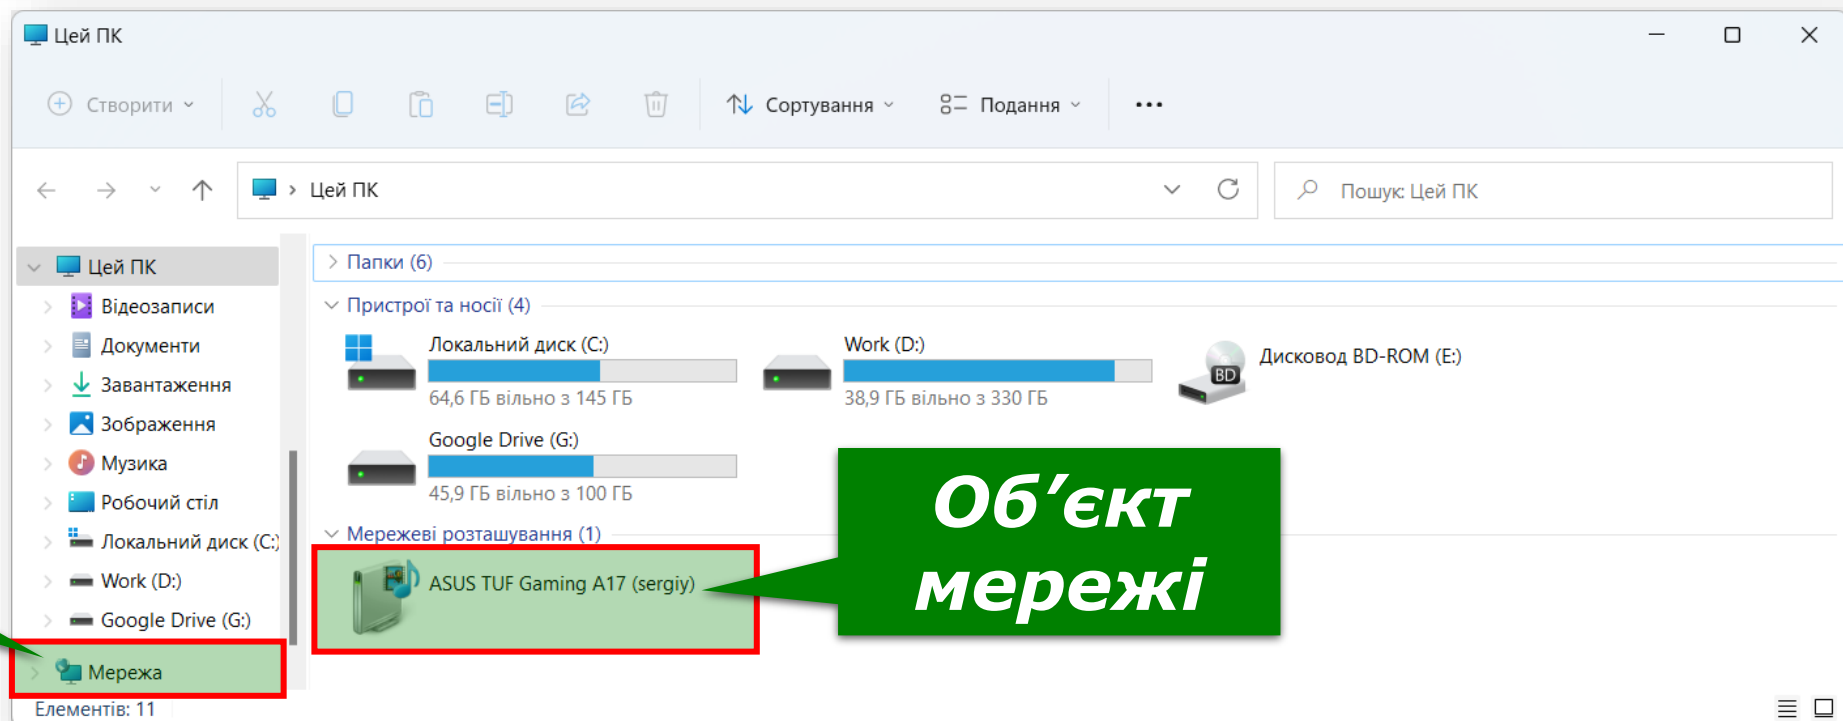 Цей ПК
Створити
Сортування
Подання
Цей ПК
Пошук: Цей ПК
Цей ПК
Відеозаписи
Документи
Завантаження
Зображення
Музика
Робочий стіл
Локальний диск (C:)
Work (D:)
Google Drive (G:)
Мережа
Папки (6)
Пристрої та носії (4)
Локальний диск (C:)
64,6 ГБ вільно з 145 ГБ
Work (D:)
38,9 ГБ вільно з 330 ГБ
BD
Дисковод BD-ROM (E:)
Google Drive (G:)
45,9 ГБ вільно з 100 ГБ
Мережеві розташування (1)
ASUS TUF Gaming A17 (sergiy)
Об’єкт
мережі
Елементів: 11